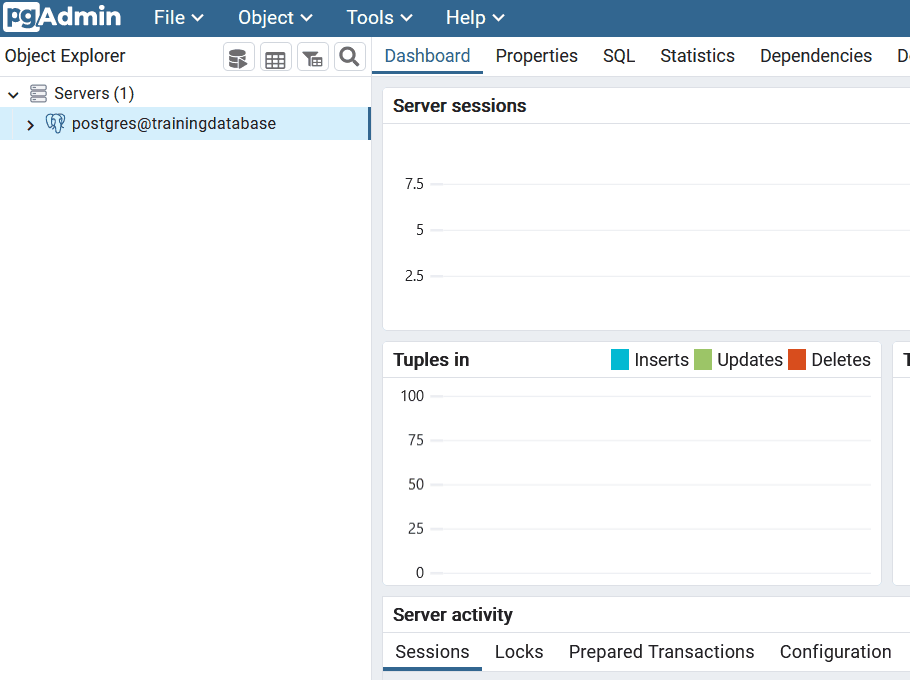 pgAdmin File Object Tools Help
Object Explorer
Dashboard Properties SQL Statistics Dependencies D
Servers (1)
postgres@trainingdatabase
Server sessions
7.5
5
2.5
Tuples in Inserts Updates Deletes T
100
75
50
25
0
Server activity
Sessions Locks Prepared Transactions Configuration